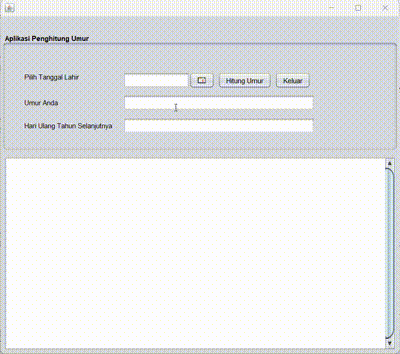 Aplikasi Penghitung Umur
Pilih Tanggal Lahir
Hitung Umur
Keluar
Umur Anda
Hari Ulang Tahun Selanjutnya